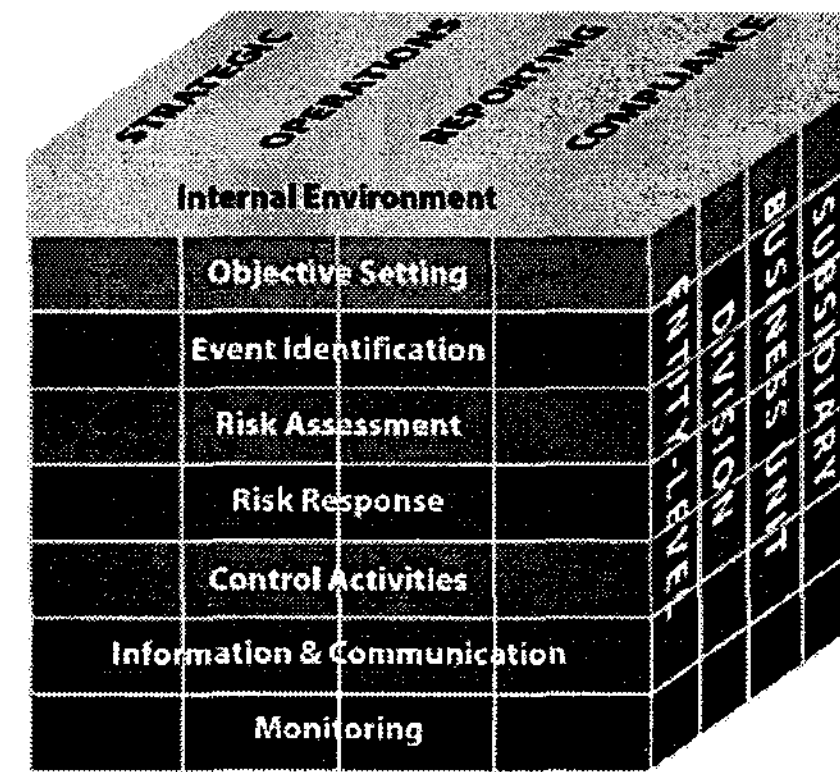 STRATEGIC
OPERATIONS
REPORTING
COMPLIANCE
Internal Environment
Objective Setting
Event Identification
Risk Assessment
Risk Response
Control Activities
Information & Communication
Monitoring
ENTITY-LEVEL
DIVISION
BUSINESS UNIT
SUBSIDIARY